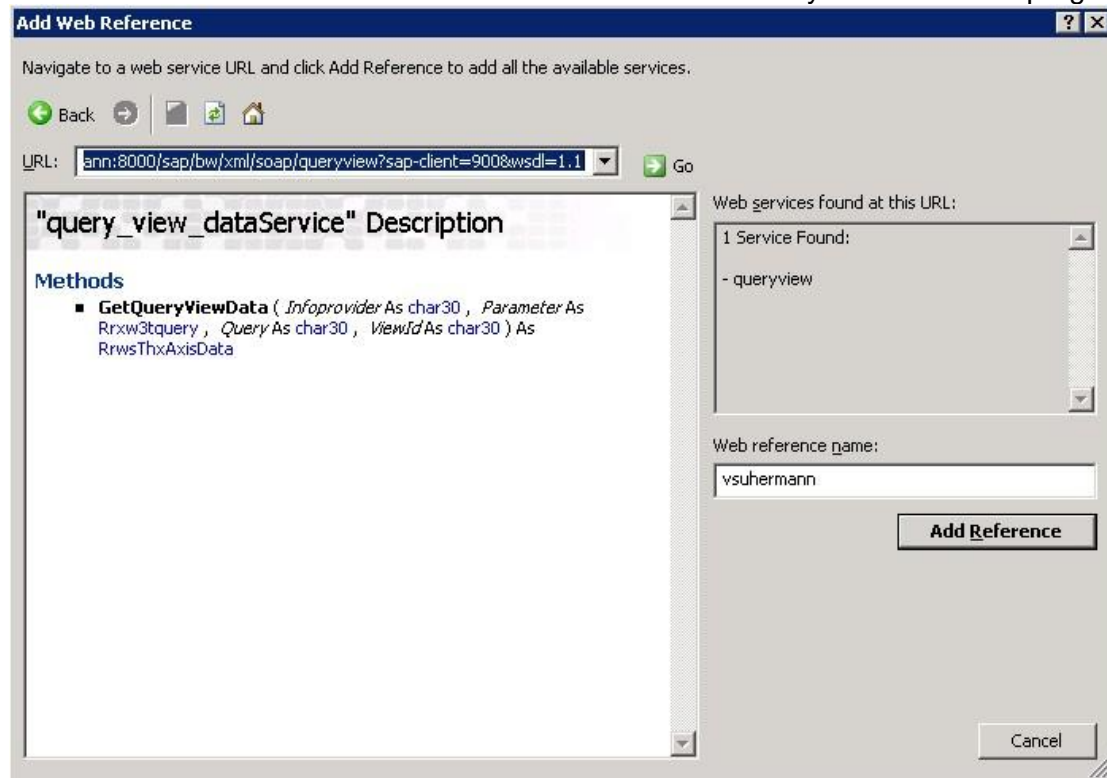 Add Web Reference
Navigate to a web service URL and click Add Reference to add all the available services.
Back
URL: ann:8000/sap/bw/xml/soap/queryview?sap-client=900&wsdl=1.1 Go
"query_view_dataService" Description
Methods
GetQueryViewData ( Infoprovider As char30 , Parameter As
Rrxw3tquery , Query As char30 , ViewId As char30 ) As
RrwsThxAxisData
Web services found at this URL:
1 Service Found:
- queryview
Web reference name:
vsuhermann
Add Reference
Cancel